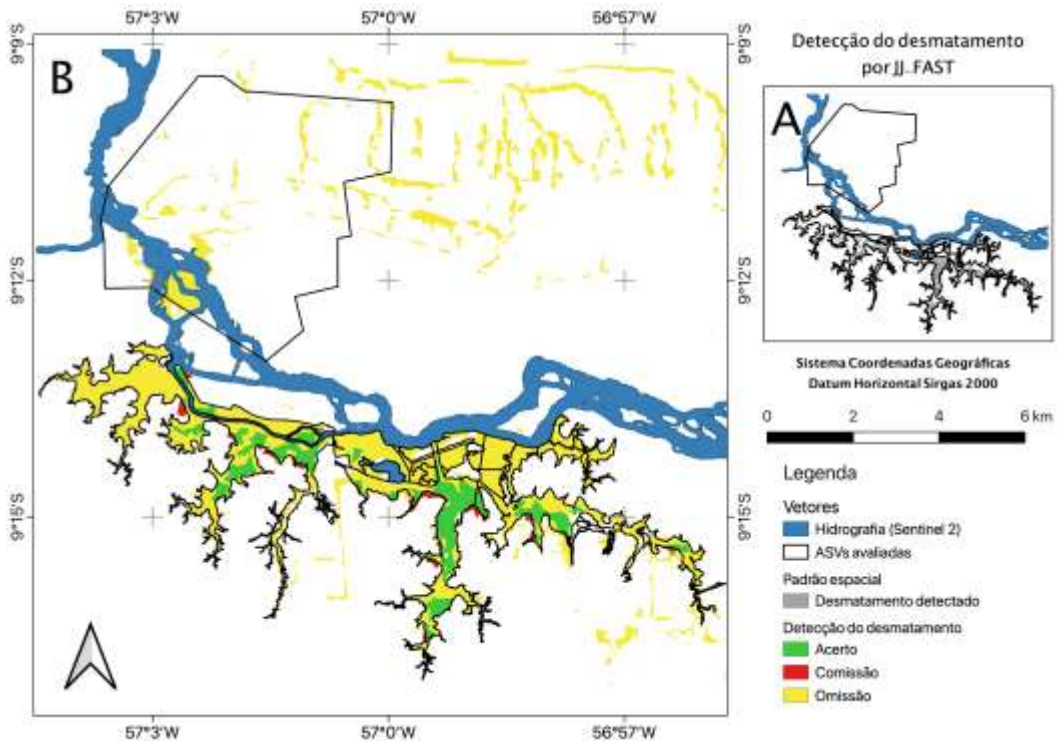 57°3'W
57°0'W
56°57'W
9°9'S
9°12'S
9°15'S
B
9°9'S
9°12'S
9°15'S
57°3'W
57°0'W
56°57'W
Detecção do desmatamento
por JJ-FAST
A
Sistema Coordenadas Geográficas
Datum Horizontal Sirgas 2000
0 2 4 6 km
Legenda
Vetores
Hidrografia (Sentinel 2)
ASVs avaliadas
Padrão espacial
Desmatamento detectado
Detecção do desmatamento
Acerto
Comissão
Omissão